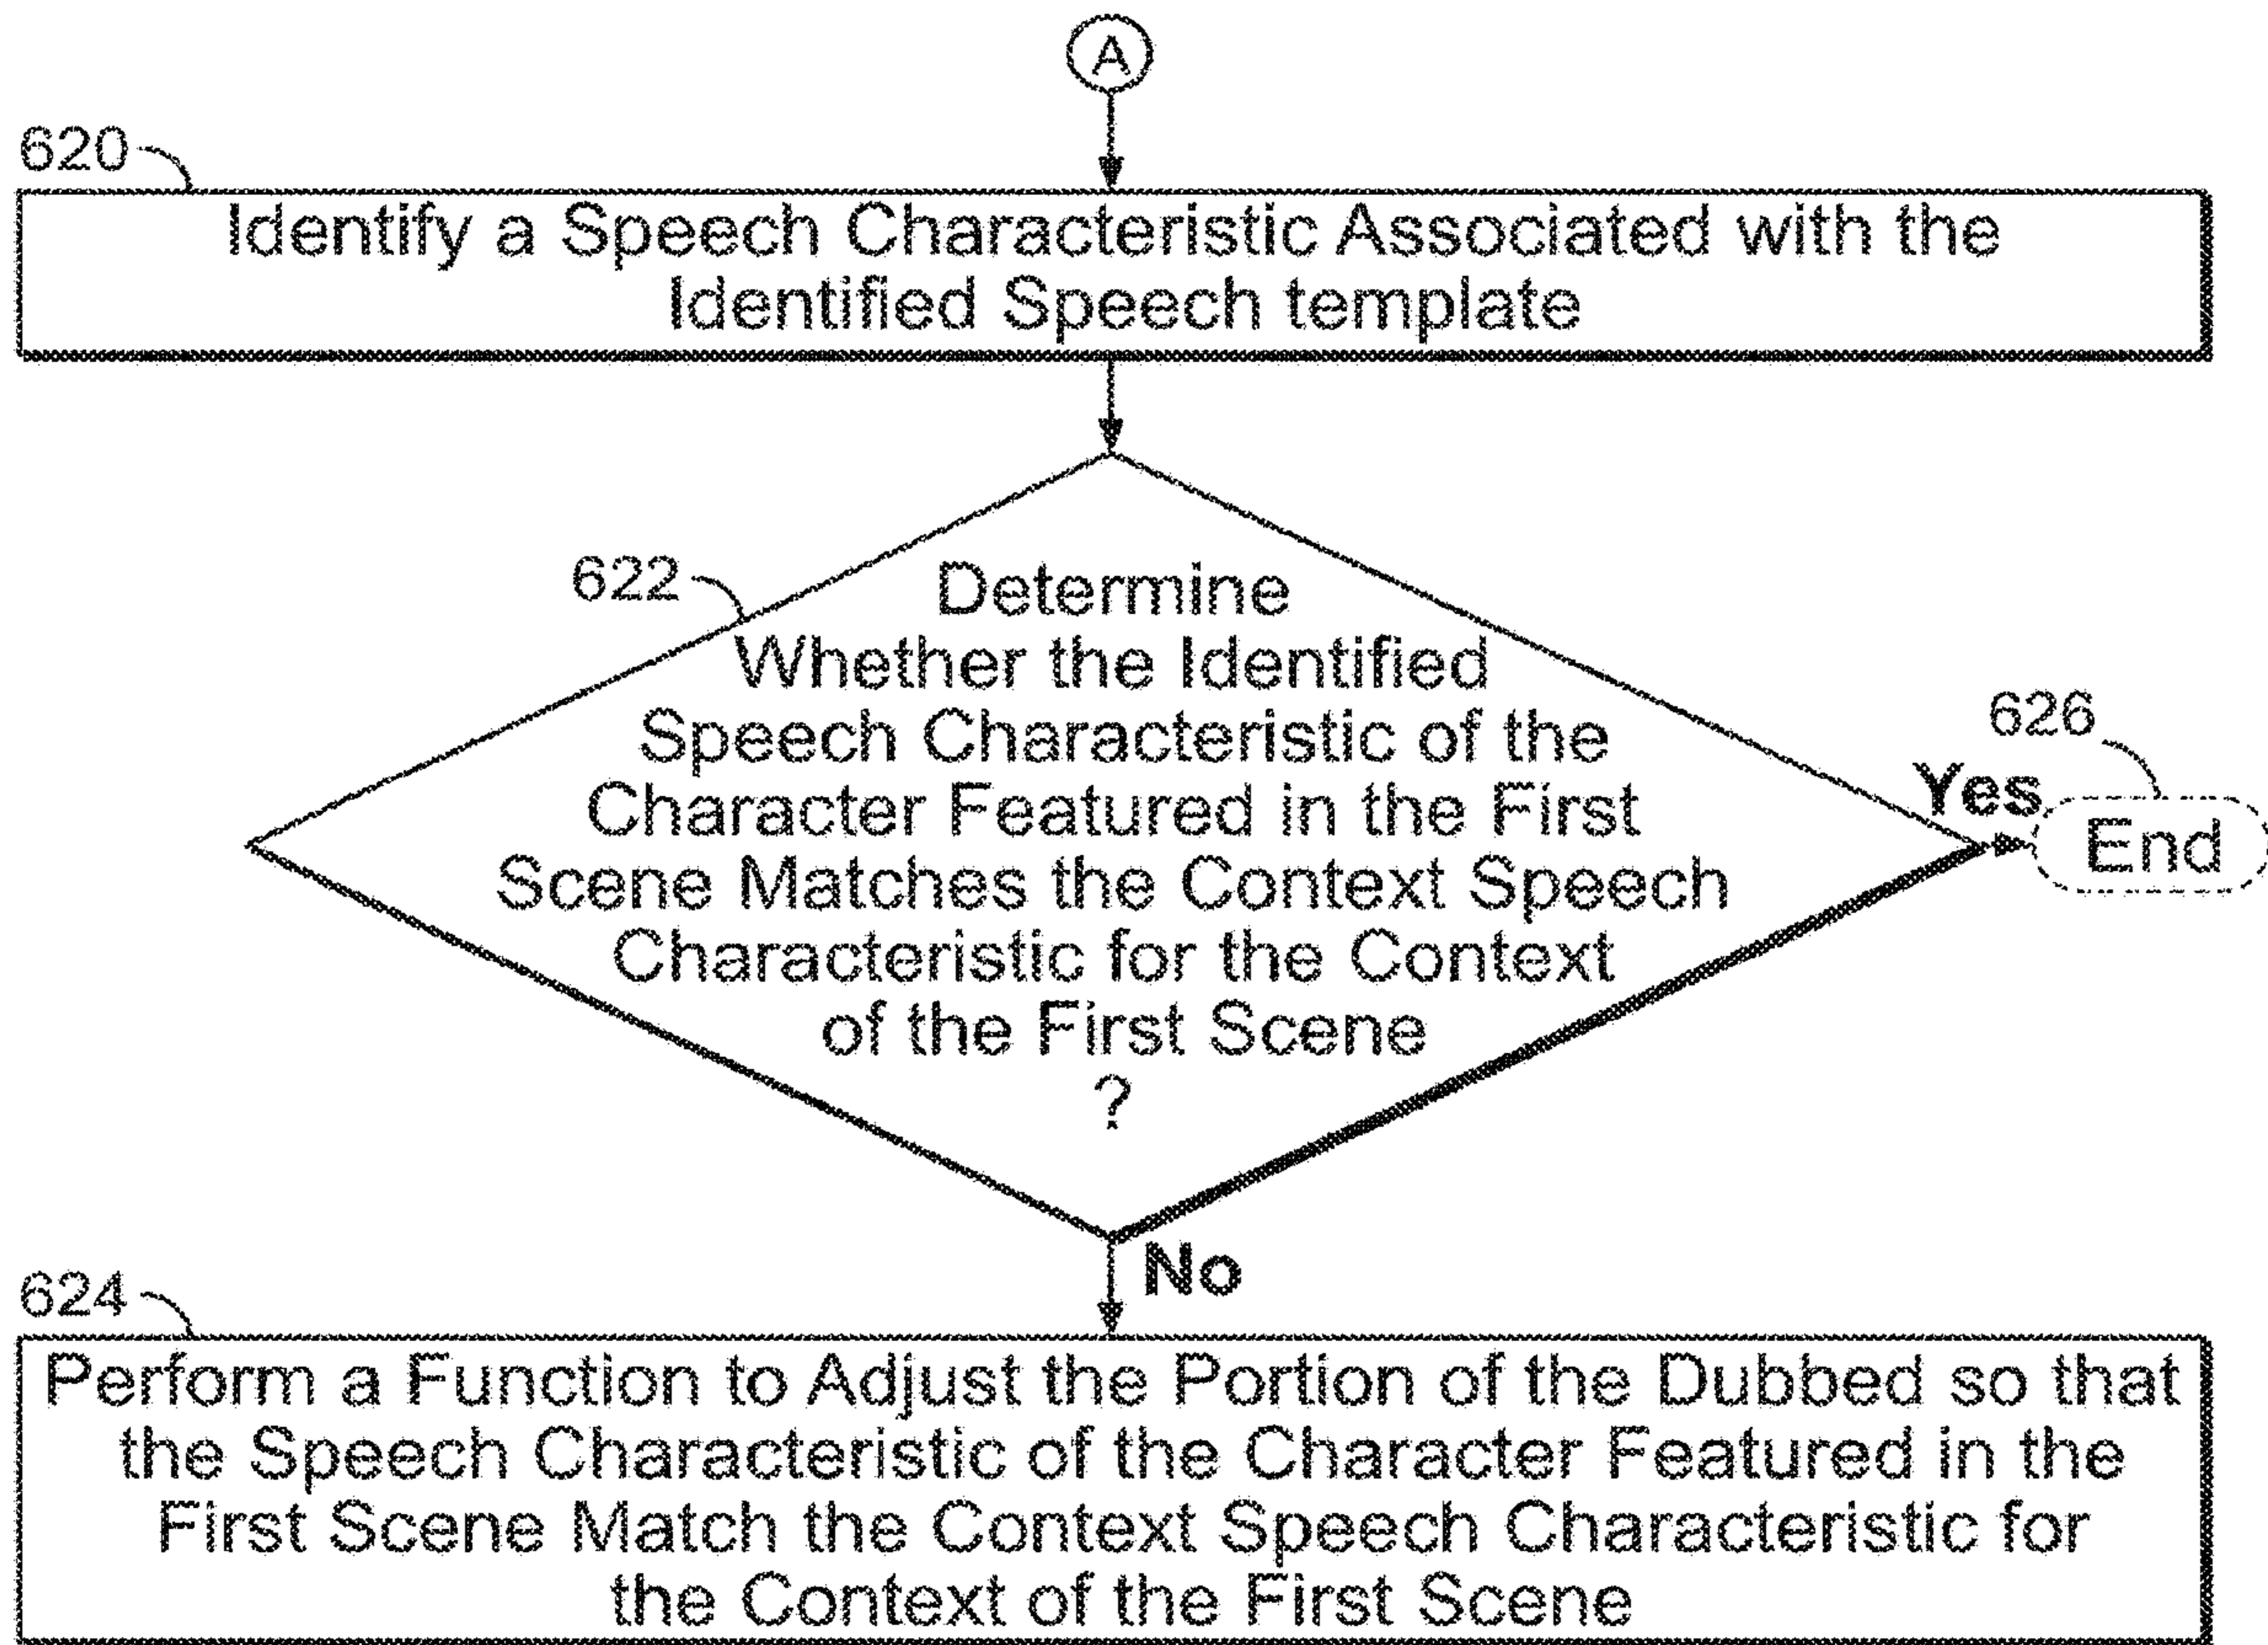 A
620
Identify a Speech Characteristic Associated with the
Identified Speech template
622
Determine
Whether the Identified
Speech Characteristic of the
Character Featured in the First
Scene Matches the Context Speech
Characteristic for the Context
of the First Scene
?
626
Yes
End
No
624
Perform a Function to Adjust the Portion of the Dubbed so that
the Speech Characteristic of the Character Featured in the
First Scene Match the Context Speech Characteristic for
the Context of the First Scene